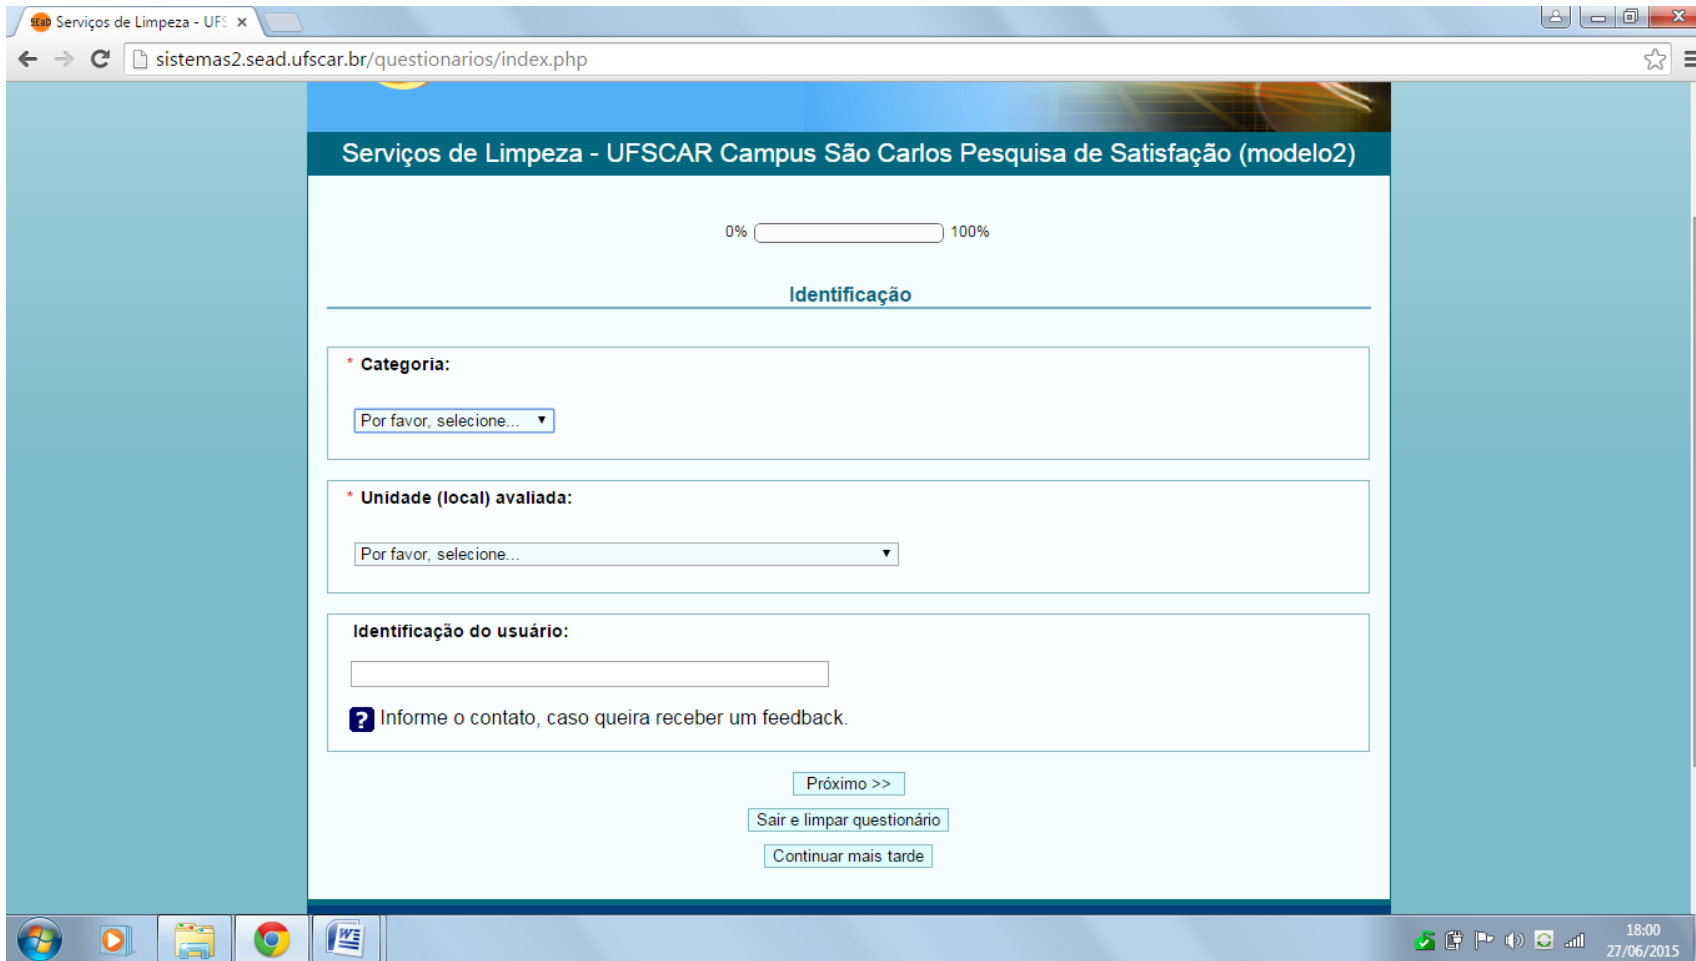 SEaD Serviços de Limpeza - UFS
sistemas2.sead.ufscar.br/questionarios/index.php
Serviços de Limpeza - UFSCAR Campus São Carlos Pesquisa de Satisfação (modelo2)
0% 100%
Identificação
* Categoria:
Por favor, selecione...
* Unidade (local) avaliada:
Por favor, selecione...
Identificação do usuário:
? Informe o contato, caso queira receber um feedback.
Próximo >>
Sair e limpar questionário
Continuar mais tarde
18:00
27/06/2015